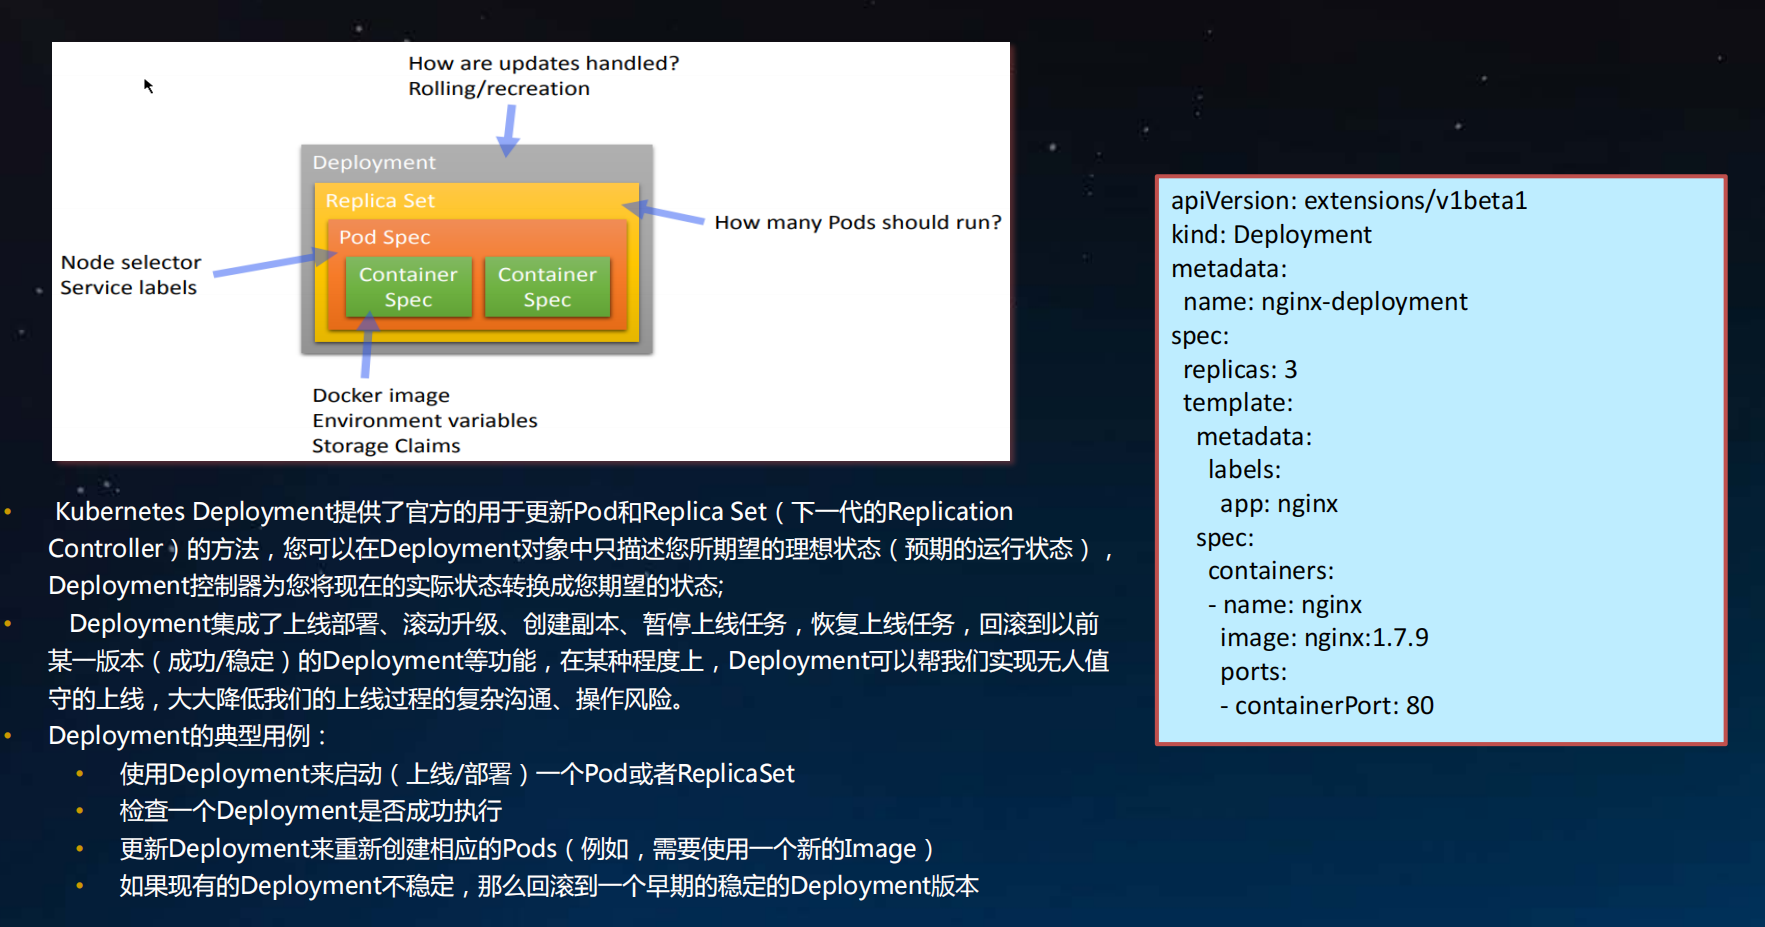 How are updates handled?
Rolling/recreation
Deployment
Replica Set
How many Pods should run?
Pod Spec
Node selector
Service labels
Container
Spec
Container
Spec
Docker image
Environment variables
Storage Claims
• Kubernetes Deployment提供了官方的用于更新Pod和Replica Set（下一代的Replication
Controller）的方法，您可以在Deployment对象中只描述您所期望的理想状态（预期的运行状态），
Deployment控制器为您将现在的实际状态转换成您期望的状态;
• Deployment集成了上线部署、滚动升级、创建副本、暂停上线任务，恢复上线任务，回滚到以前
某一版本（成功/稳定）的Deployment等功能，在某种程度上，Deployment可以帮我们实现无人值
守的上线，大大降低我们的上线过程的复杂沟通、操作风险。
• Deployment的典型用例：
• 使用Deployment来启动（上线/部署）一个Pod或者ReplicaSet
• 检查一个Deployment是否成功执行
• 更新Deployment来重新创建相应的Pods（例如，需要使用一个新的Image）
• 如果现有的Deployment不稳定，那么回滚到一个早期的稳定的Deployment版本
apiVersion: extensions/v1beta1
kind: Deployment
metadata:
  name: nginx-deployment
spec:
  replicas: 3
  template:
    metadata:
      labels:
        app: nginx
    spec:
      containers:
      - name: nginx
        image: nginx:1.7.9
        ports:
        - containerPort: 80